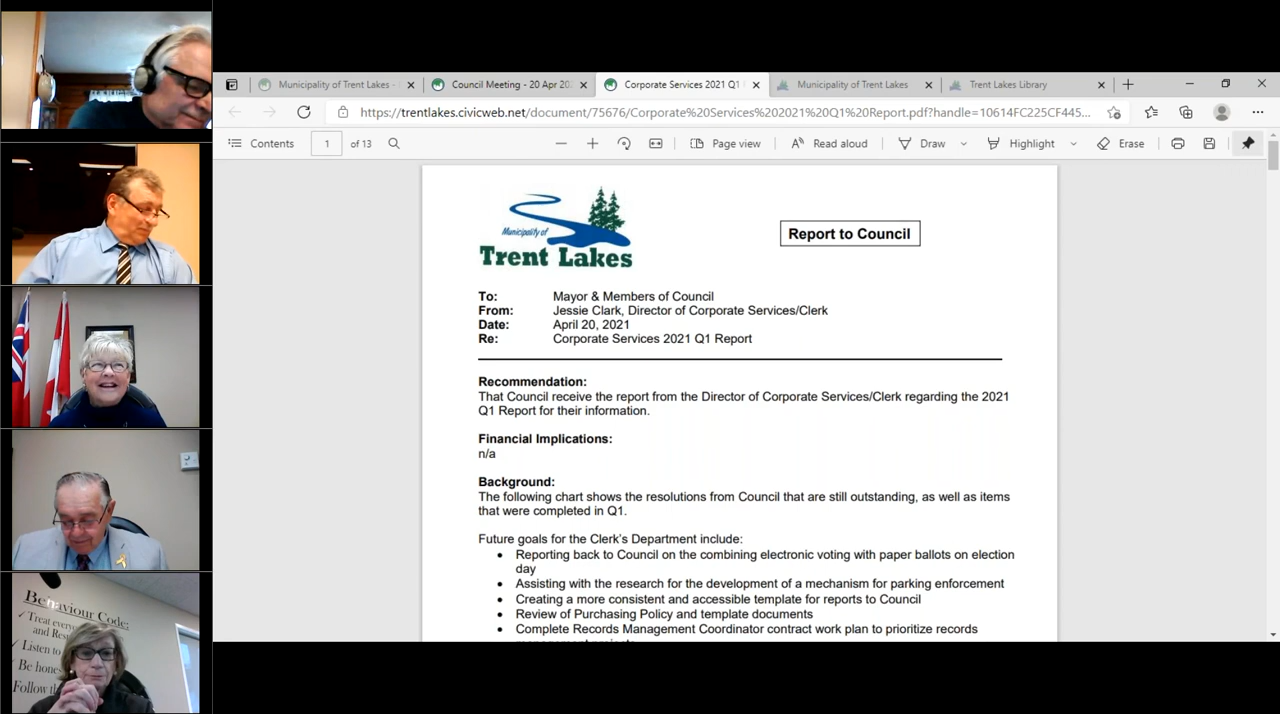 Municipality of Trent Lakes -
Council Meeting - 20 Apr 202
Corporate Services 2021 Q1
Municipality of Trent Lakes
Trent Lakes Library
https://trentlakes.civicweb.net/document/75676/Corporate%20Services%202021%20Q1%20Report.pdf?handle=10614FC225CF445...
Contents
1
of 13
Page view
Read aloud
Draw
Highlight
Erase
Municipality of
Trent Lakes
Report to Council
To: Mayor & Members of Council
From: Jessie Clark, Director of Corporate Services/Clerk
Date: April 20, 2021
Re: Corporate Services 2021 Q1 Report
Recommendation:
That Council receive the report from the Director of Corporate Services/Clerk regarding the 2021
Q1 Report for their information.
Financial Implications:
n/a
Background:
The following chart shows the resolutions from Council that are still outstanding, as well as items
that were completed in Q1.
Future goals for the Clerk's Department include:
• Reporting back to Council on the combining electronic voting with paper ballots on election
day
• Assisting with the research for the development of a mechanism for parking enforcement
• Creating a more consistent and accessible template for reports to Council
• Review of Purchasing Policy and template documents
• Complete Records Management Coordinator contract work plan to prioritize records
Behaviour Code:
Treat
and
Listen to
Be
Follow